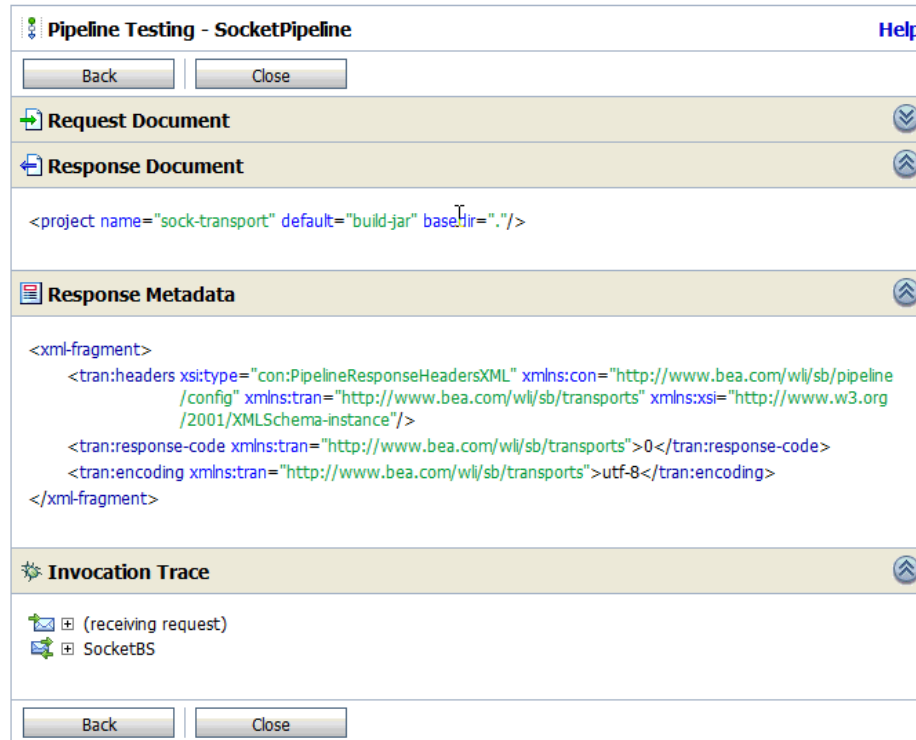 Pipeline Testing - SocketPipeline
Help
Back
Close
Request Document
Response Document
<project name="sock-transport" default="build-jar" basedir="."/>
Response Metadata
<xml-fragment>
<tran:headers xsi:type="con:PipelineResponseHeadersXML" xmlns:con="http://www.bea.com/wli/sb/pipeline
/config" xmlns:tran="http://www.bea.com/wli/sb/transports" xmlns:xsi="http://www.w3.org
/2001/XMLSchema-instance"/>
<tran:response-code xmlns:tran="http://www.bea.com/wli/sb/transports">0</tran:response-code>
<tran:encoding xmlns:tran="http://www.bea.com/wli/sb/transports">utf-8</tran:encoding>
</xml-fragment>
Invocation Trace
(receiving request)
SocketBS
Back
Close